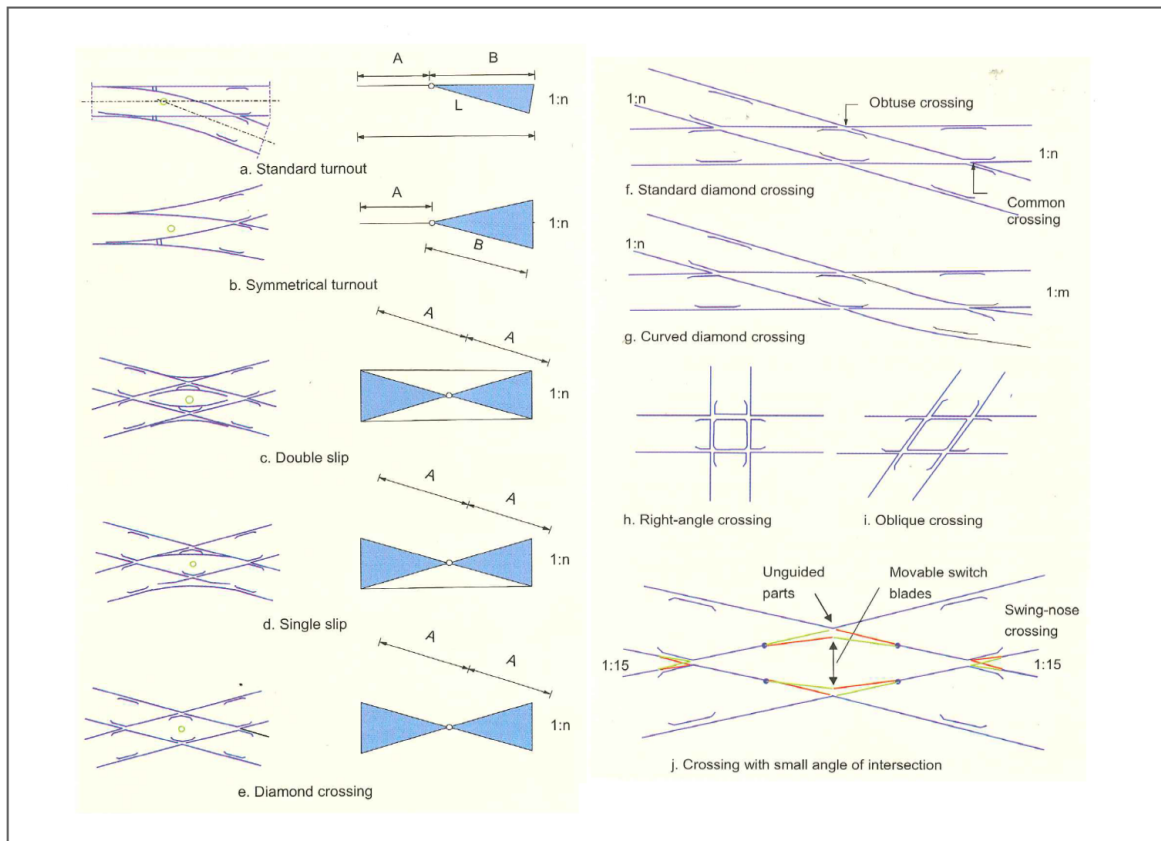 A
B
L
1:n
a. Standard turnout
A
B
1:n
b. Symmetrical turnout
A
A
1:n
c. Double slip
A
A
1:n
d. Single slip
A
A
1:n
e. Diamond crossing
1:n
Obtuse crossing
1:n
f. Standard diamond crossing
Common
crossing
1:n
1:m
g. Curved diamond crossing
h. Right-angle crossing
i. Oblique crossing
Unguided
parts
Movable switch
blades
Swing-nose
crossing
1:15
1:15
j. Crossing with small angle of intersection